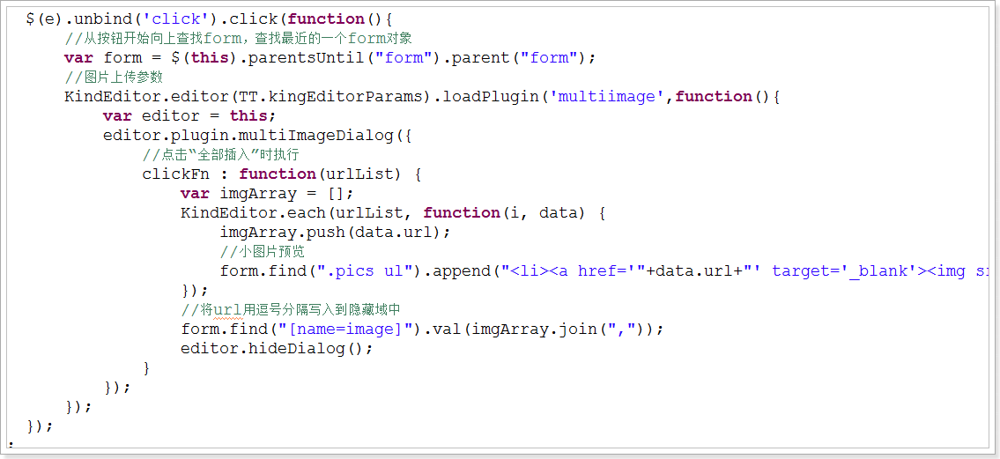 $(e).unbind('click').click(function(){
//从按钮开始向上查找form，查找最近的一个form对象
var form = $(this).parentsUntil("form").parent("form");
//图片上传参数
KindEditor.editor(TT.kingEditorParams).loadPlugin('multiimage',function(){
var editor = this;
editor.plugin.multiImageDialog({
//点击“全部插入”时执行
clickFn : function(urlList) {
var imgArray = [];
KindEditor.each(urlList, function(i, data) {
imgArray.push(data.url);
//小图片预览
form.find(".pics ul").append("<li><a href='"+data.url+"' target='_blank'><img
});
//将url用逗号分隔写入到隐藏域中
form.find("[name=image]").val(imgArray.join(","));
editor.hideDialog();
}
});
});
});